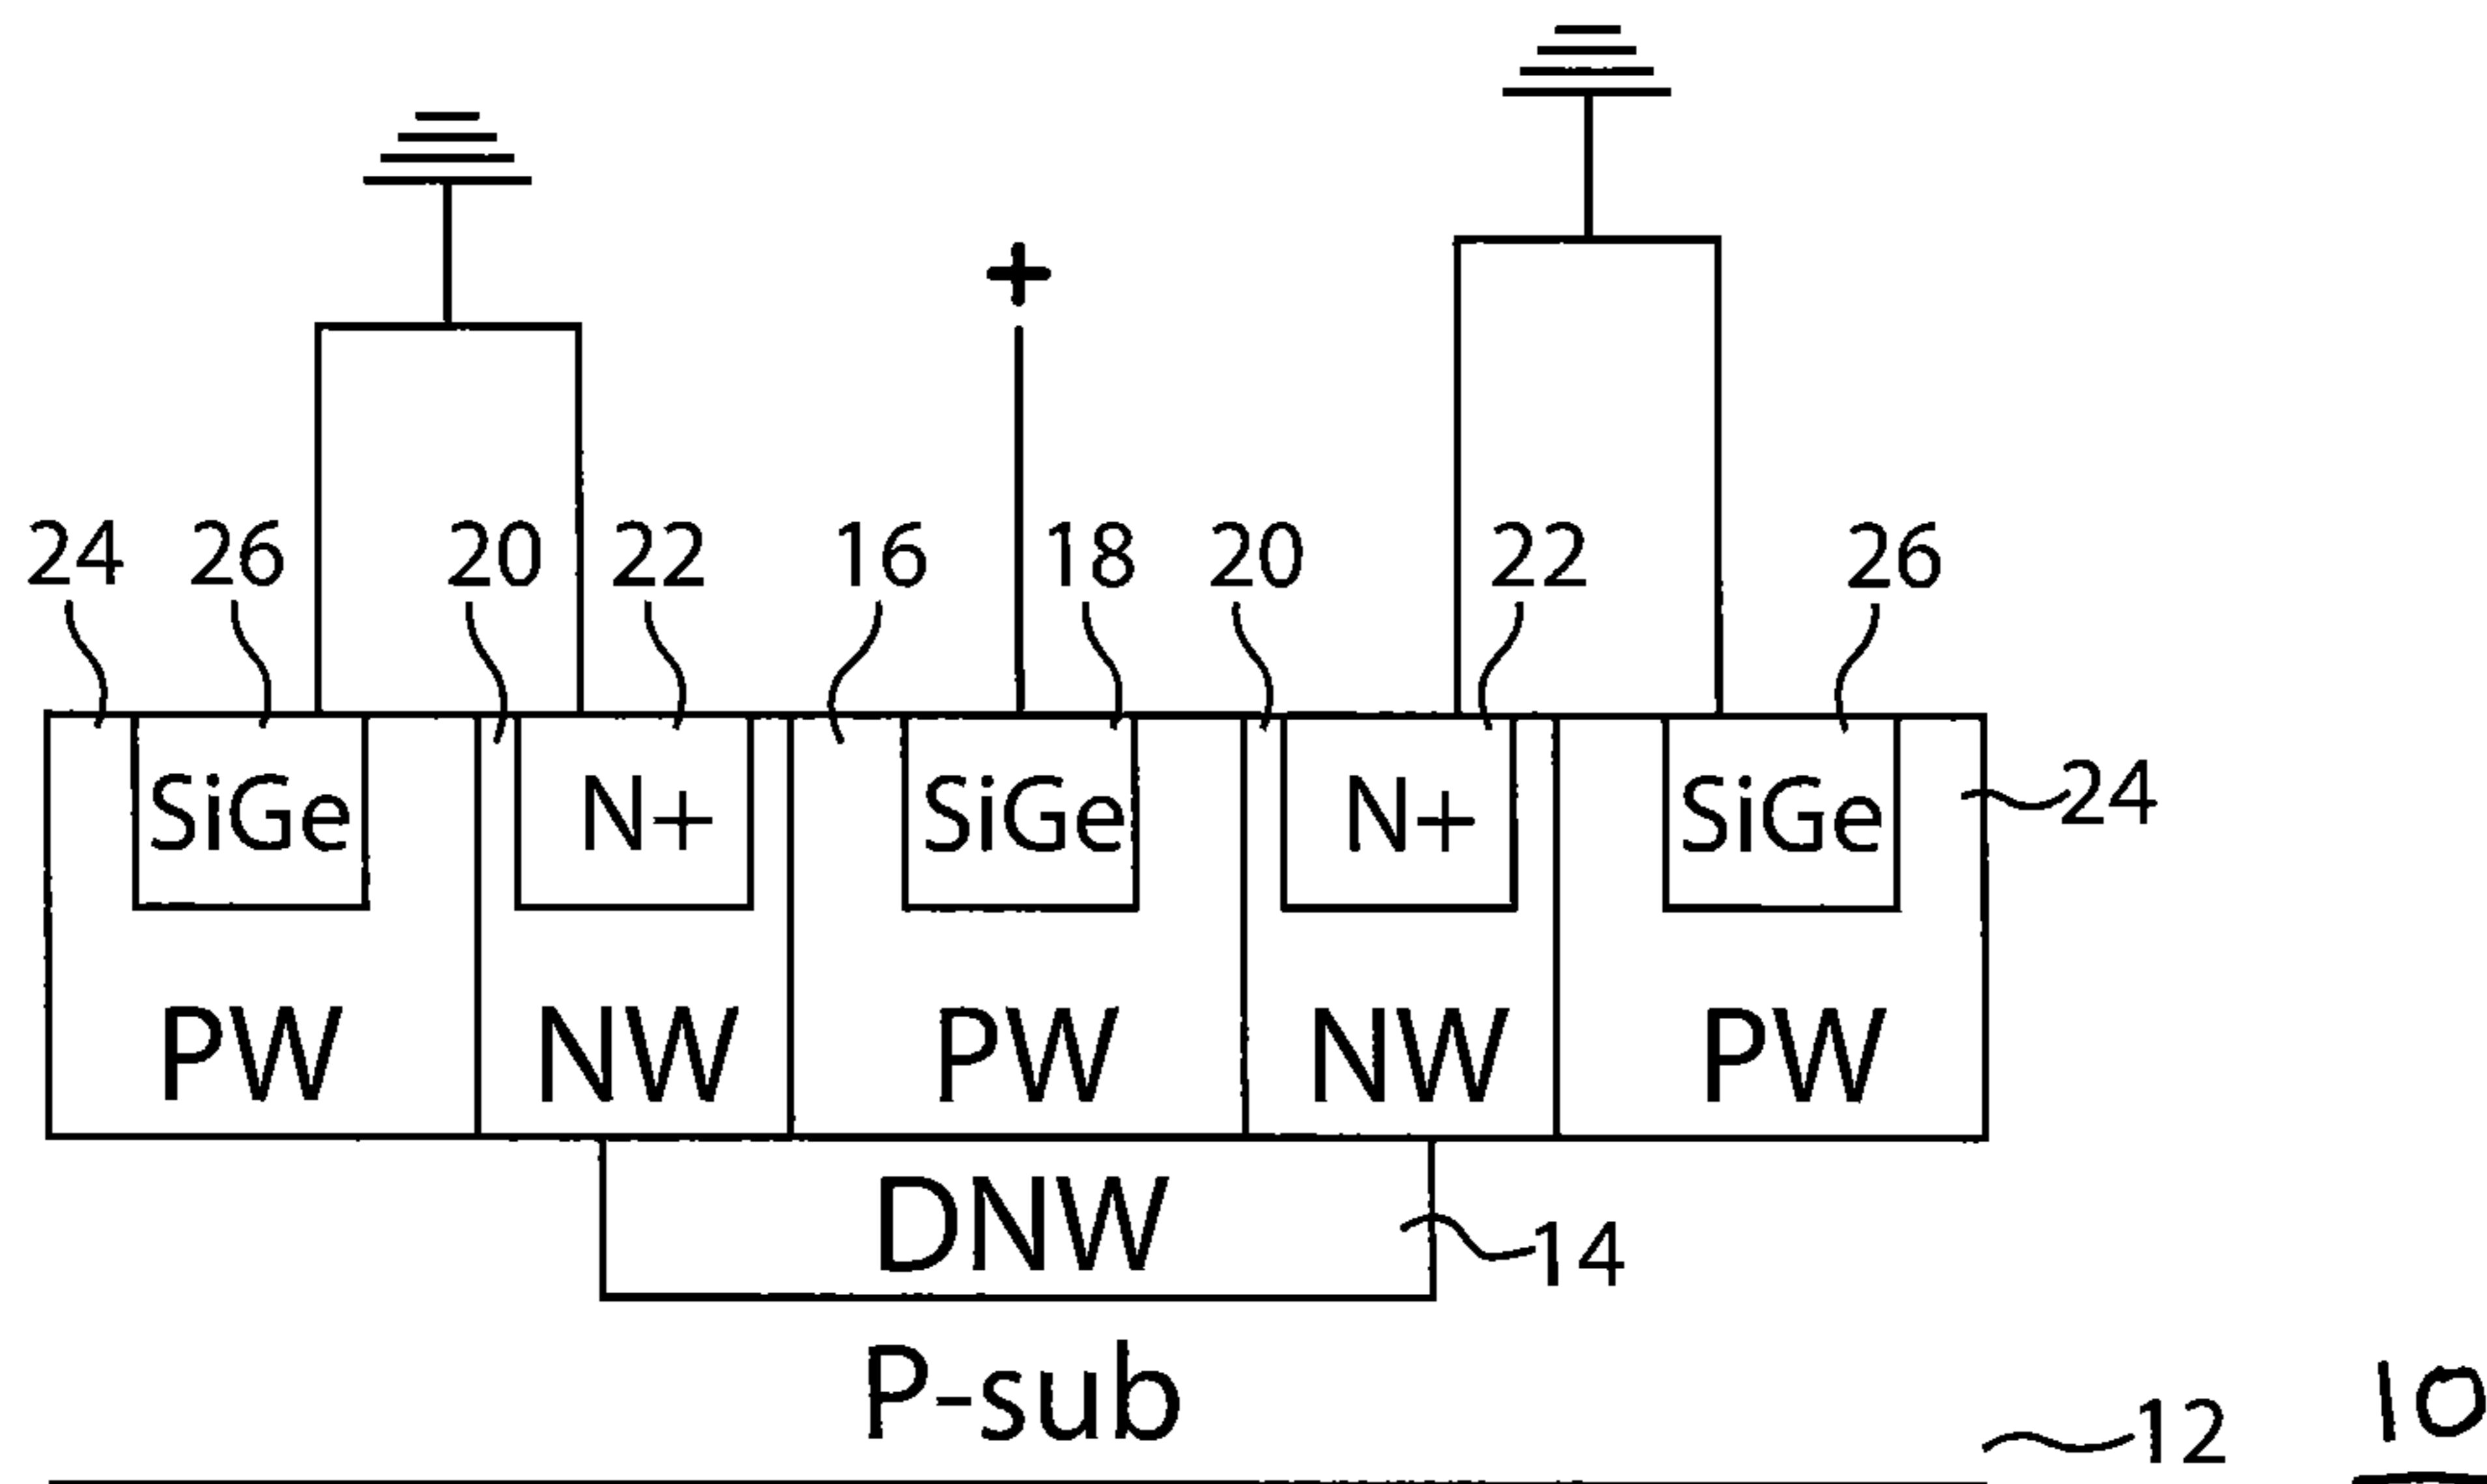 +
24 26 20 22 16 18 20 22 26
SiGe N+ SiGe N+ SiGe 24
PW NW PW NW PW
DNW
14
P-sub
12 10